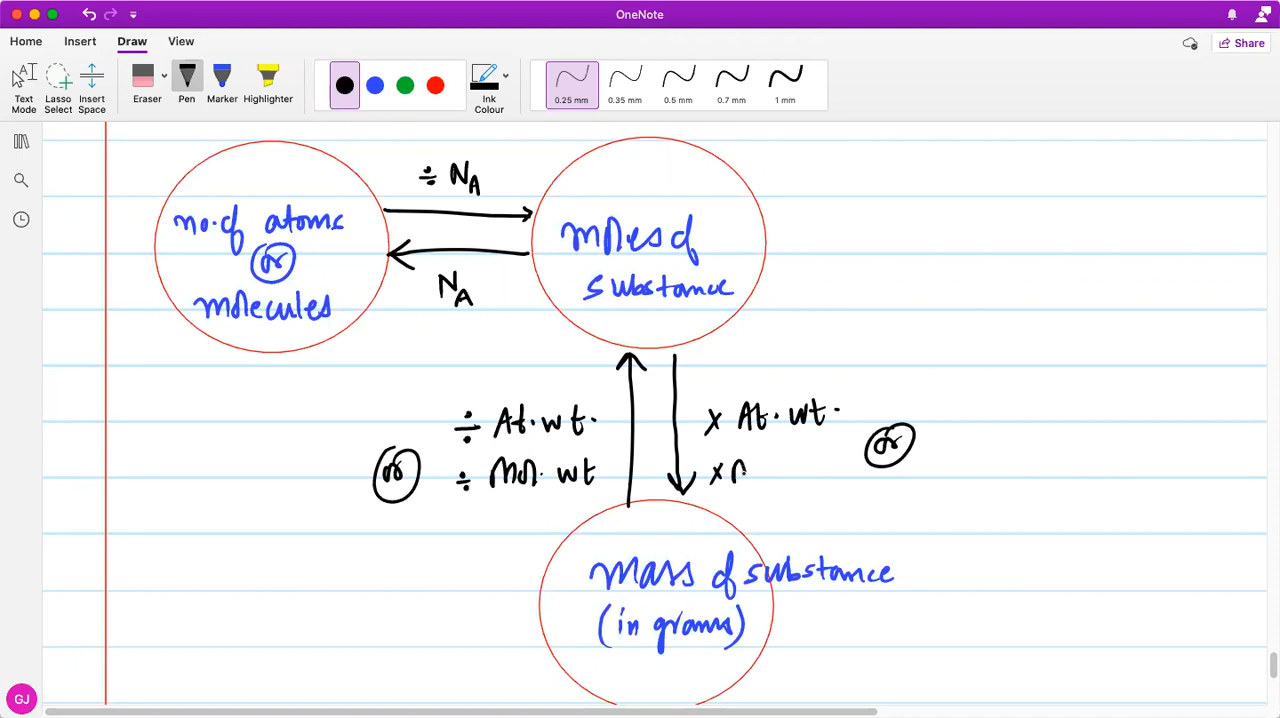 OneNote
Home Insert Draw View
Share
Text Mode
Lasso Select
Insert Space
Eraser
Pen
Marker
Highlighter
Ink Colour
0.25 mm
0.35 mm
0.5 mm
0.7 mm
1 mm
÷ NA
no. of atoms
or
molecules
moles of
substance
NA
÷ At. wt.
or
÷ Mol. wt
x At. wt.
or
x
mass of substance
(in grams)
GJ